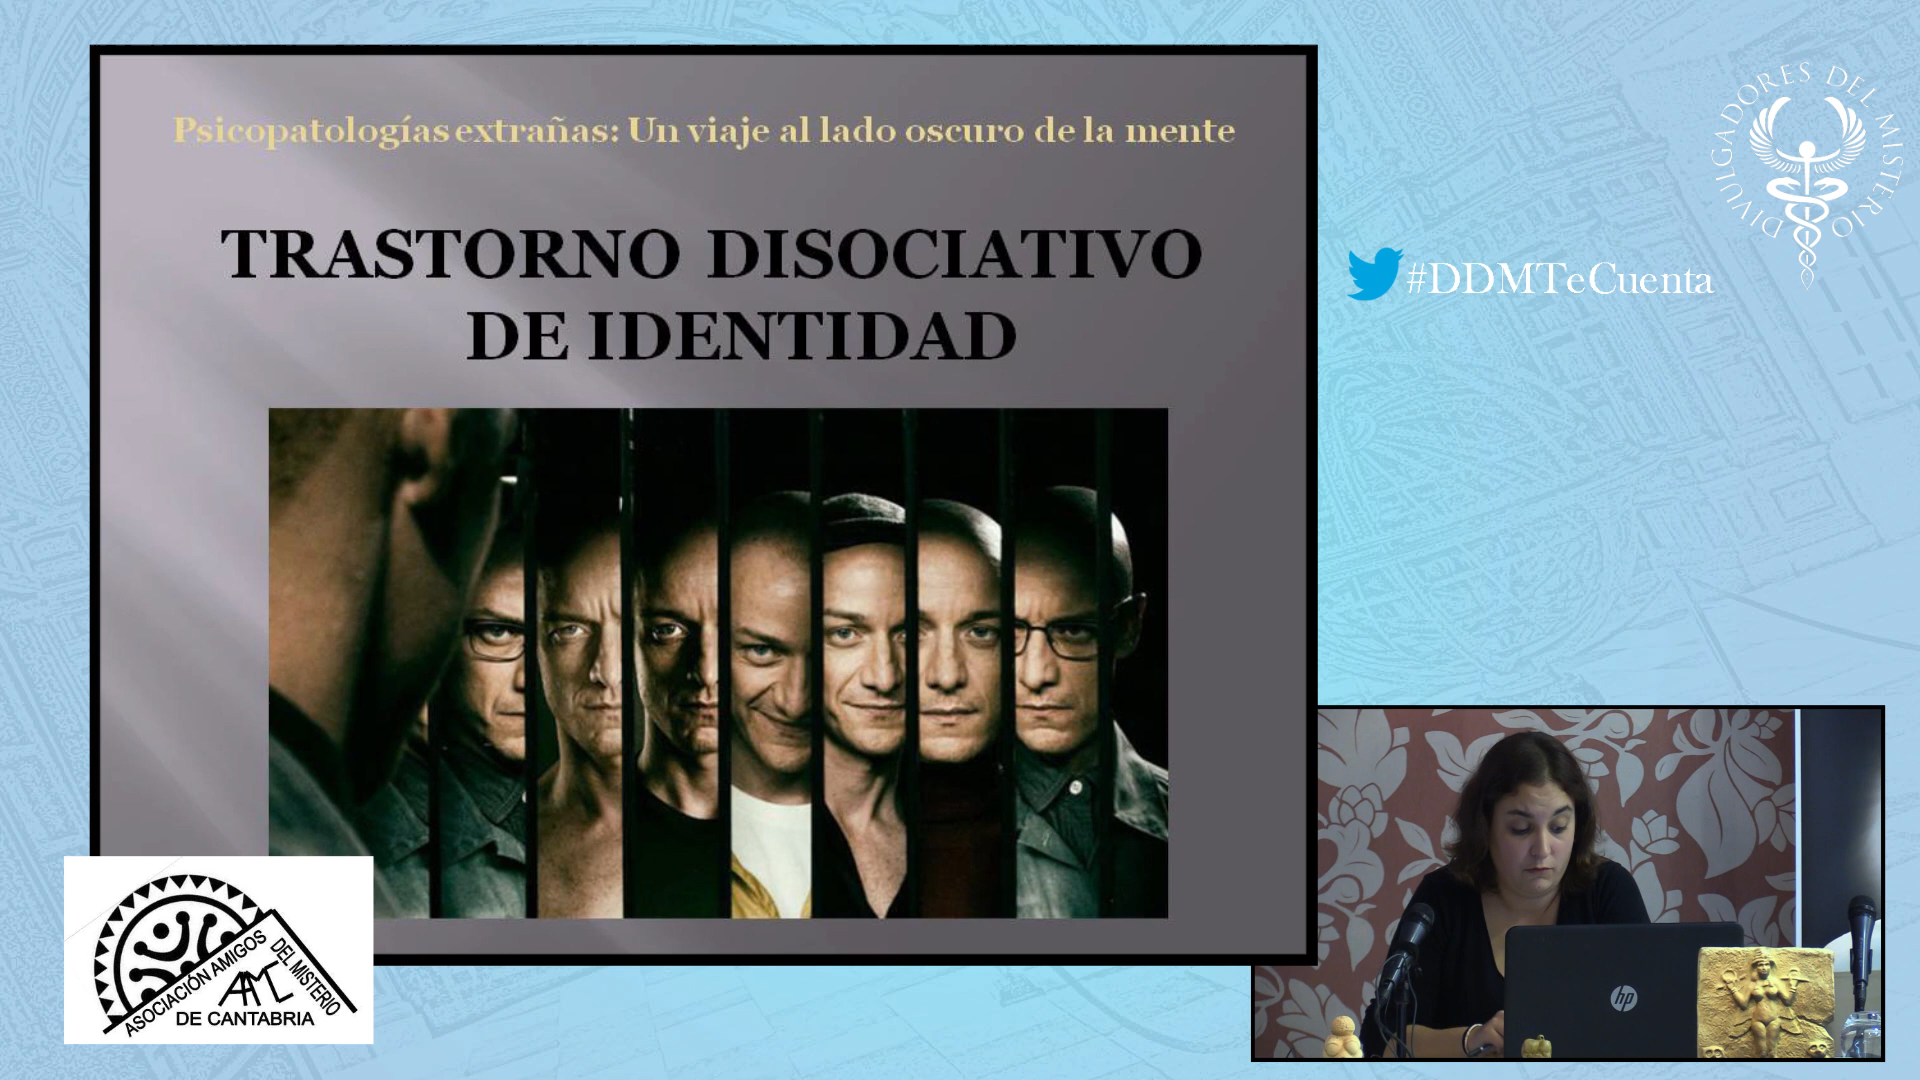 Psicopatologías extrañas: Un viaje al lado oscuro de la mente
TRASTORNO DISOCIATIVO
DE IDENTIDAD
DIVULGADORES DEL MISTERIO
#DDMTeCuenta
ASOCIACIÓN AMIGOS
DEL MISTERIO
AMC
DE CANTABRIA
hp